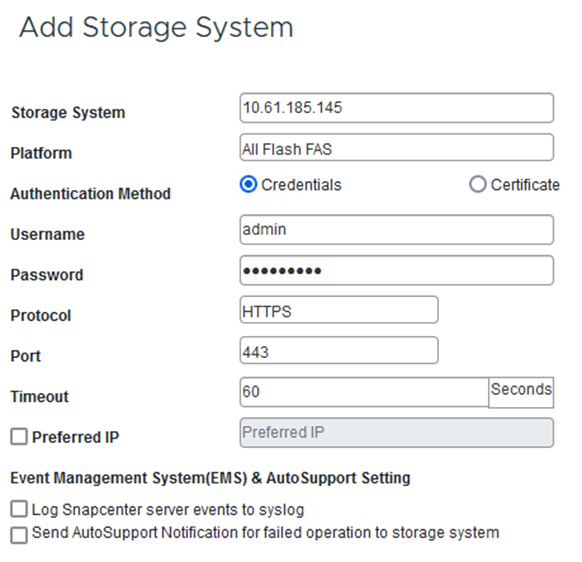 Add Storage System
Storage System 10.61.185.145
Platform All Flash FAS
Authentication Method Credentials Certificate
Username admin
Password •••••••••
Protocol HTTPS
Port 443
Timeout 60 Seconds
Preferred IP Preferred IP
Event Management System(EMS) & AutoSupport Setting
Log Snapcenter server events to syslog
Send AutoSupport Notification for failed operation to storage system